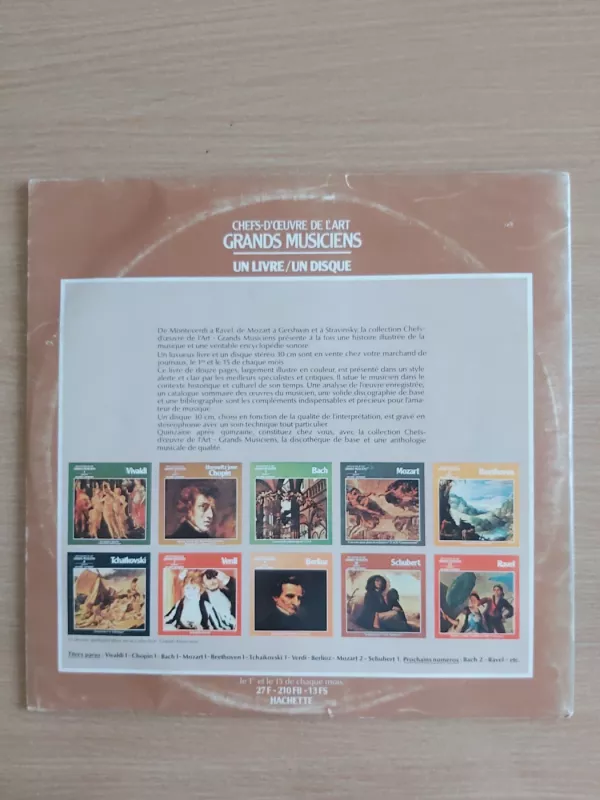 CHEFS-D'ŒUVRE DE L'ART
GRANDS MUSICIENS
UN LIVRE/UN DISQUE
De Monteverdi a Ravel, de Mozart a Gershwin et à Stravinsky, la collection Chefs-
d'œuvre de l'Art - Grands Musiciens présente à la fois une histoire illustrée de la
musique et une véritable encyclopédie sonore.
Un luxueux livre et un disque stéréo 30 cm sont en vente chez votre marchand de
journaux, le 1er et le 15 de chaque mois.
Ce livre de douze pages, largement illustré en couleur, est présenté dans un style
alerte et clair par les meilleurs spécialistes et critiques. Il situe le musicien dans le
contexte historique et culturel de son temps. Une analyse de l'œuvre enregistrée,
un catalogue sommaire des œuvres du musicien, une solide discographie de base
et une bibliographie sont les compléments indispensables et précieux pour l'ama-
teur de musique.
Un disque 30 cm, choisi en fonction de la qualité de l'interprétation, est gravé en
stéréophonie avec un son technique tout particulier.
Quinzaine après quinzaine, constituez chez vous, avec la collection Chefs-
d'œuvre de l'Art - Grands Musiciens, la discothèque de base et une anthologie
musicale de qualité.
Vivaldi
Chopin
Bach
Mozart
Beethoven
Tchaïkovski
Verdi
Berlioz
Schubert
Ravel
Titres parus : Vivaldi 1 - Chopin 1 - Bach 1 - Mozart 1 - Beethoven 1 - Tchaïkovski 1 - Verdi - Berlioz - Mozart 2 - Schubert 1. Prochains numéros : Bach 2 - Ravel - etc.
le 1er et le 15 de chaque mois
27 F - 210 FB - 13 FS
HACHETTE